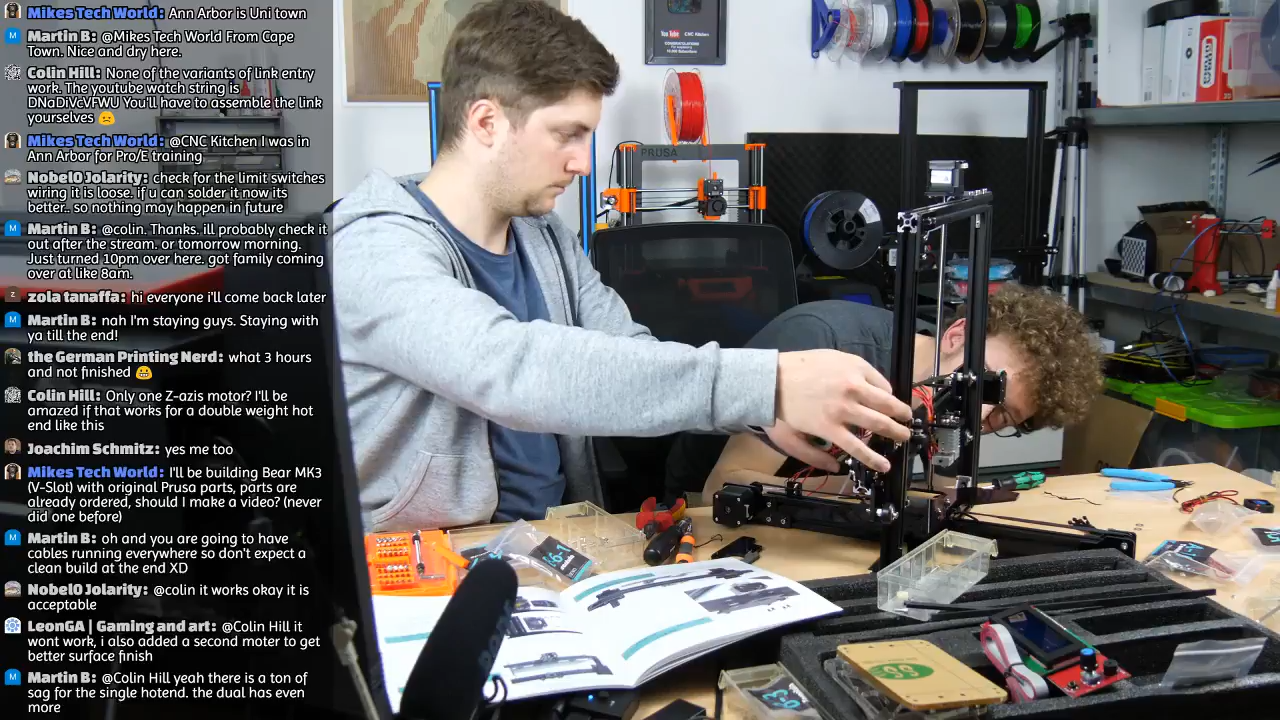 Mikes Tech World: Ann Arbor is Uni town
Martin B: @Mikes Tech World From Cape
Town. Nice and dry here.
Colin Hill: None of the variants of link entry
work. The youtube watch string is
DNaDiVcVFWU You'll have to assemble the link
yourselves
Mikes Tech World: @CNC Kitchen I was in
Ann Arbor for Pro/E training
Nobel0 Jolarity: check for the limit switches
wiring it is loose. if u can solder it now its
better.. so nothing may happen in future
Martin B: @colin. Thanks. ill probably check it
out after the stream. or tomorrow morning.
Just turned 10pm over here. got family coming
over at like 8am.
zola tanaffa: hi everyone i'll come back later
Martin B: nah I'm staying guys. Staying with
ya till the end!
the German Printing Nerd: what 3 hours
and not finished
Colin Hill: Only one Z-azis motor? I'll be
amazed if that works for a double weight hot
end like this
Joachim Schmitz: yes me too
Mikes Tech World: I'll be building Bear MK3
(V-Slot) with original Prusa parts, parts are
already ordered, should I make a video? (never
did one before)
Martin B: oh and you are going to have
cables running everywhere so don't expect a
clean build at the end XD
Nobel0 Jolarity: @colin it works okay it is
acceptable
LeonGA | Gaming and art: @Colin Hill it
wont work, i also added a second moter to get
better surface finish
Martin B: @Colin Hill yeah there is a ton of
sag for the single hotend. the dual has even
more
YouTube CNC Kitchen
PRUSA